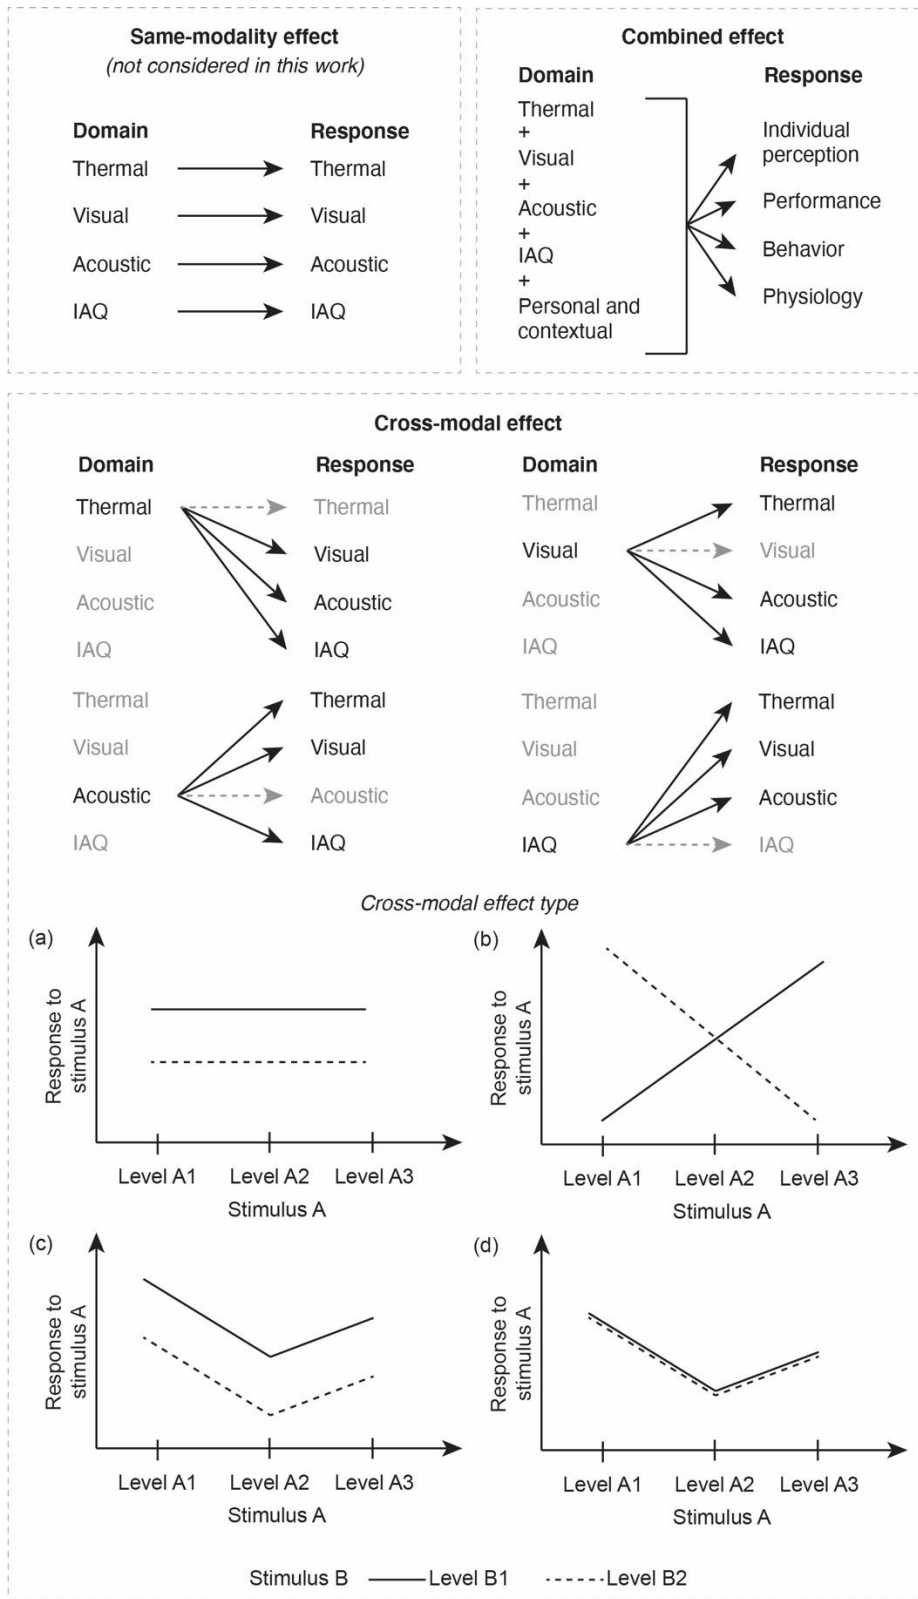 Same-modality effect
(not considered in this work)
Domain Response
Thermal Thermal
Visual Visual
Acoustic Acoustic
IAQ IAQ
Combined effect
Domain Response
Thermal
+
Visual
+
Acoustic
+
IAQ
+
Personal and
contextual
Individual
perception
Performance
Behavior
Physiology
Cross-modal effect
Domain Response
Thermal Thermal
Visual Visual
Acoustic Acoustic
IAQ IAQ
Domain Response
Thermal Thermal
Visual Visual
Acoustic Acoustic
IAQ IAQ
Thermal Thermal
Visual Visual
Acoustic Acoustic
IAQ IAQ
Thermal Thermal
Visual Visual
Acoustic Acoustic
IAQ IAQ
Cross-modal effect type
(a)
Response to
stimulus A
Level A1 Level A2 Level A3
Stimulus A
(b)
Response to
stimulus A
Level A1 Level A2 Level A3
Stimulus A
(c)
Response to
stimulus A
Level A1 Level A2 Level A3
Stimulus A
(d)
Response to
stimulus A
Level A1 Level A2 Level A3
Stimulus A
Stimulus B Level B1 Level B2